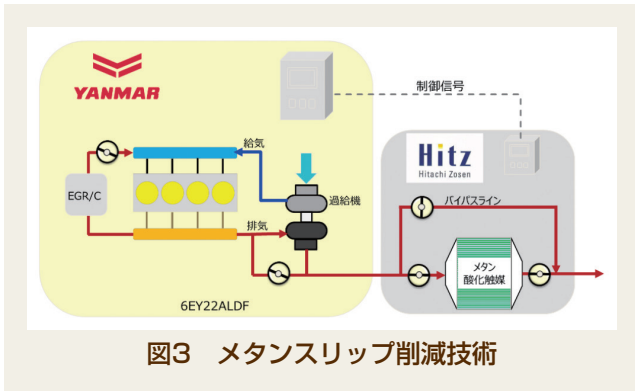 YANMAR
制御信号
Hitz
Hitachi Zosen
給気
EGR/C
過給機
バイパスライン
排気
メタン
酸化触媒
6EY22ALDF
図3 メタンスリップ削減技術